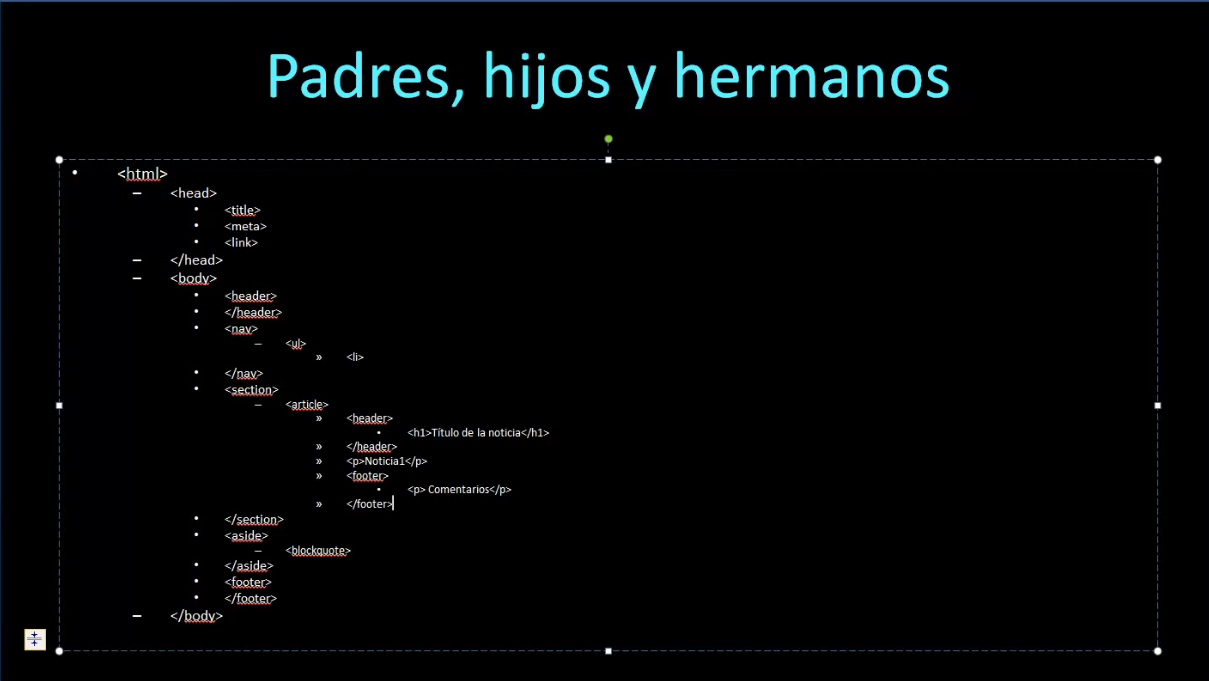 Padres, hijos y hermanos
• <html>
– <head>
• <title>
• <meta>
• <link>
– </head>
– <body>
• <header>
• </header>
• <nav>
– <ul>
» <li>
• </nav>
• <section>
– <article>
» <header>
• <h1>Título de la noticia</h1>
» </header>
» <p>Noticia1</p>
» <footer>
• <p> Comentarios</p>
» </footer>
• </section>
• <aside>
– <blockquote>
• </aside>
• <footer>
• </footer>
– </body>